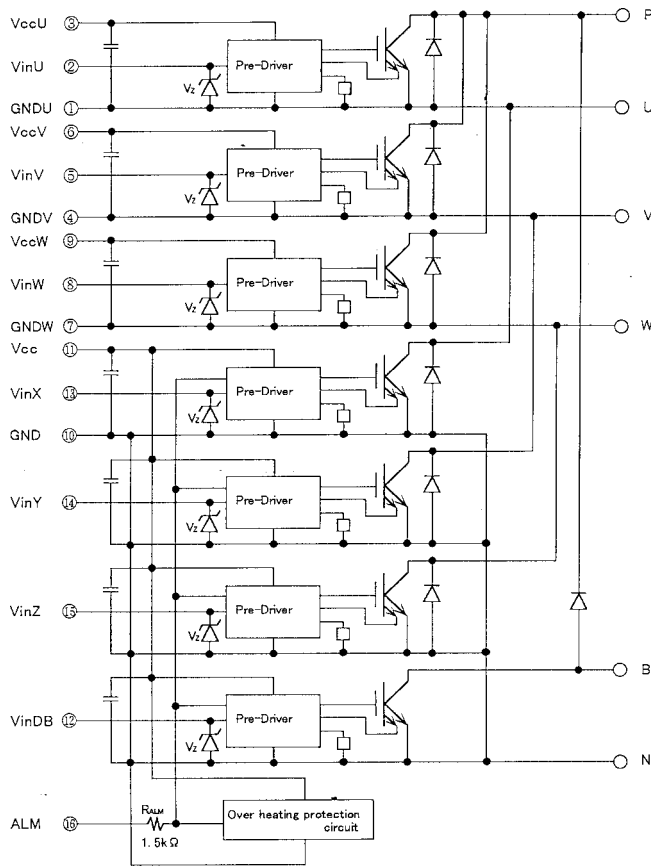 VccU ③ P
VinU ② Vz Pre-Driver
GNDU ① U
VccV ⑥
VinV ⑤ Vz Pre-Driver
GNDV ④ V
VccW ⑨
VinW ⑧ Vz Pre-Driver
GNDW ⑦ W
Vcc ⑪
VinX ⑬ Vz Pre-Driver
GND ⑩
VinY ⑭ Vz Pre-Driver
VinZ ⑮ Vz Pre-Driver
B
VinDB ⑫ Vz Pre-Driver
N
RALM
ALM ⑯ Over heating protection
circuit
1.5kΩ